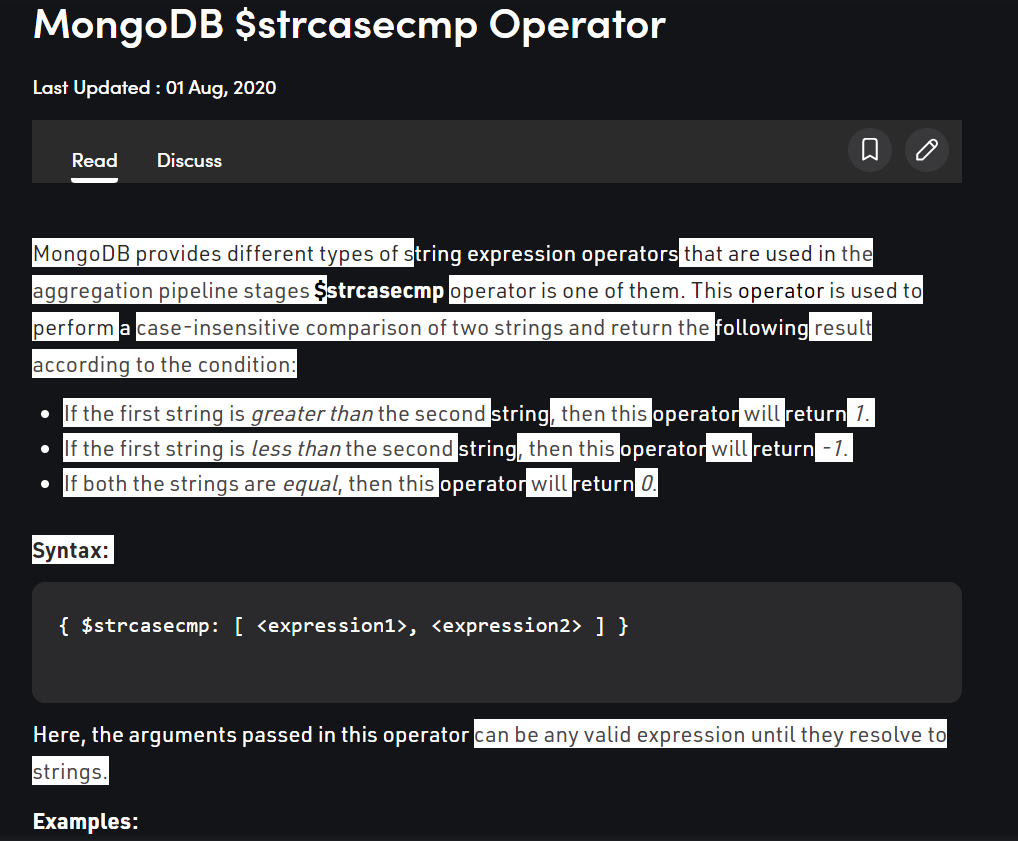 MongoDB $strcasecmp Operator
Last Updated : 01 Aug, 2020
Read Discuss
MongoDB provides different types of string expression operators that are used in the
aggregation pipeline stages $strcasecmp operator is one of them. This operator is used to
perform a case-insensitive comparison of two strings and return the following result
according to the condition:
• If the first string is greater than the second string, then this operator will return 1.
• If the first string is less than the second string, then this operator will return -1.
• If both the strings are equal, then this operator will return 0.
Syntax:
{ $strcasecmp: [ <expression1>, <expression2> ] }
Here, the arguments passed in this operator can be any valid expression until they resolve to
strings.
Examples: